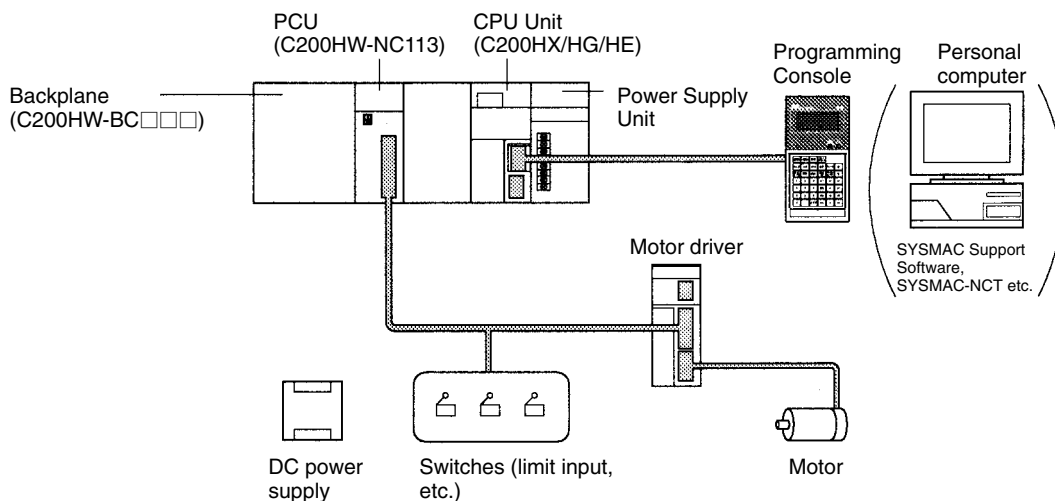 PCU
(C200HW-NC113)
CPU Unit
(C200HX/HG/HE)
Programming
Console
Personal
computer
Backplane
(C200HW-BC□□□)
Power Supply
Unit
Motor driver
SYSMAC Support
Software,
SYSMAC-NCT etc.
DC power
supply
Switches (limit input,
etc.)
Motor